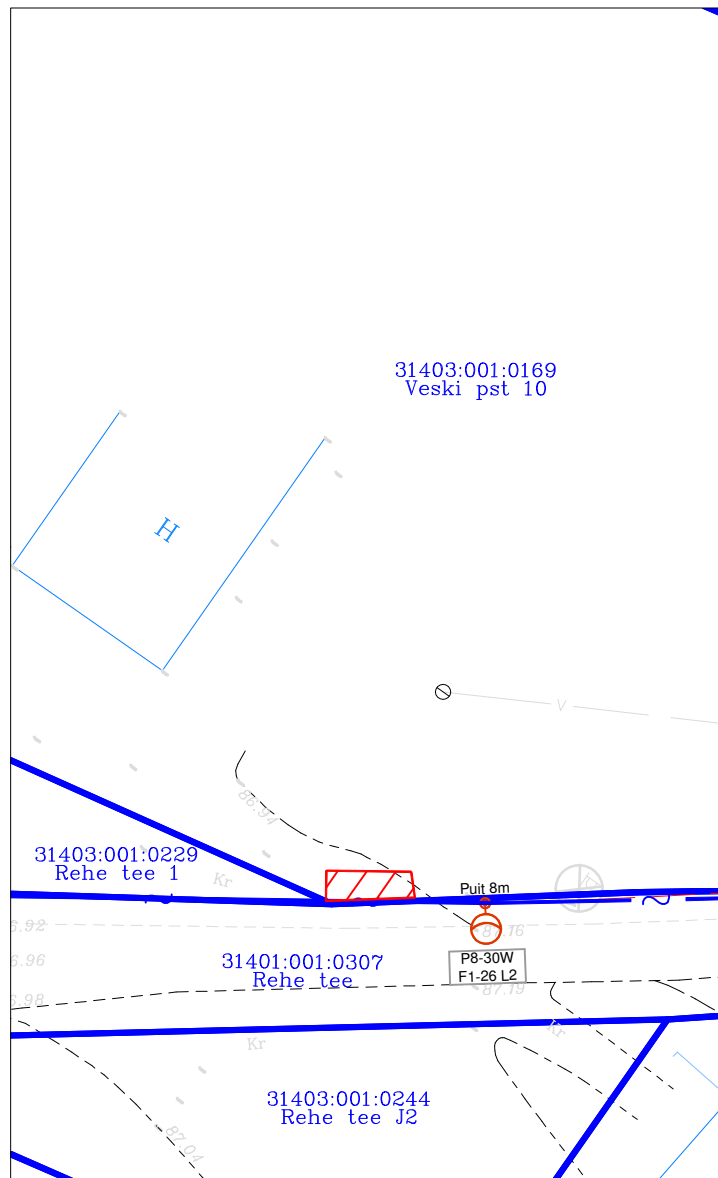 31403:001:0169
Veski pst 10
H
V
86.94
31403:001:0229
Rehe tee 1
Kr
Puit 8m
6.92
87.16
31401:001:0307
Rehe tee
P8-30W
F1-26 L2
6.96
87.19
6.98
Kr
Kr
31403:001:0244
Rehe tee J2
87.04